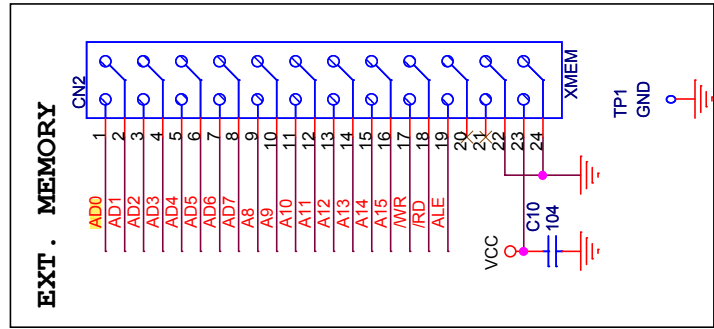 EXT. MEMORY
CN2
XMEM
1
2
3
4
5
6
7
8
9
10
11
12
13
14
15
16
17
18
19
20
21
22
23
24
AD0
AD1
AD2
AD3
AD4
AD5
AD6
AD7
A8
A9
A10
A11
A12
A13
A14
A15
/WR
/RD
ALE
VCC
C10
104
TP1
GND